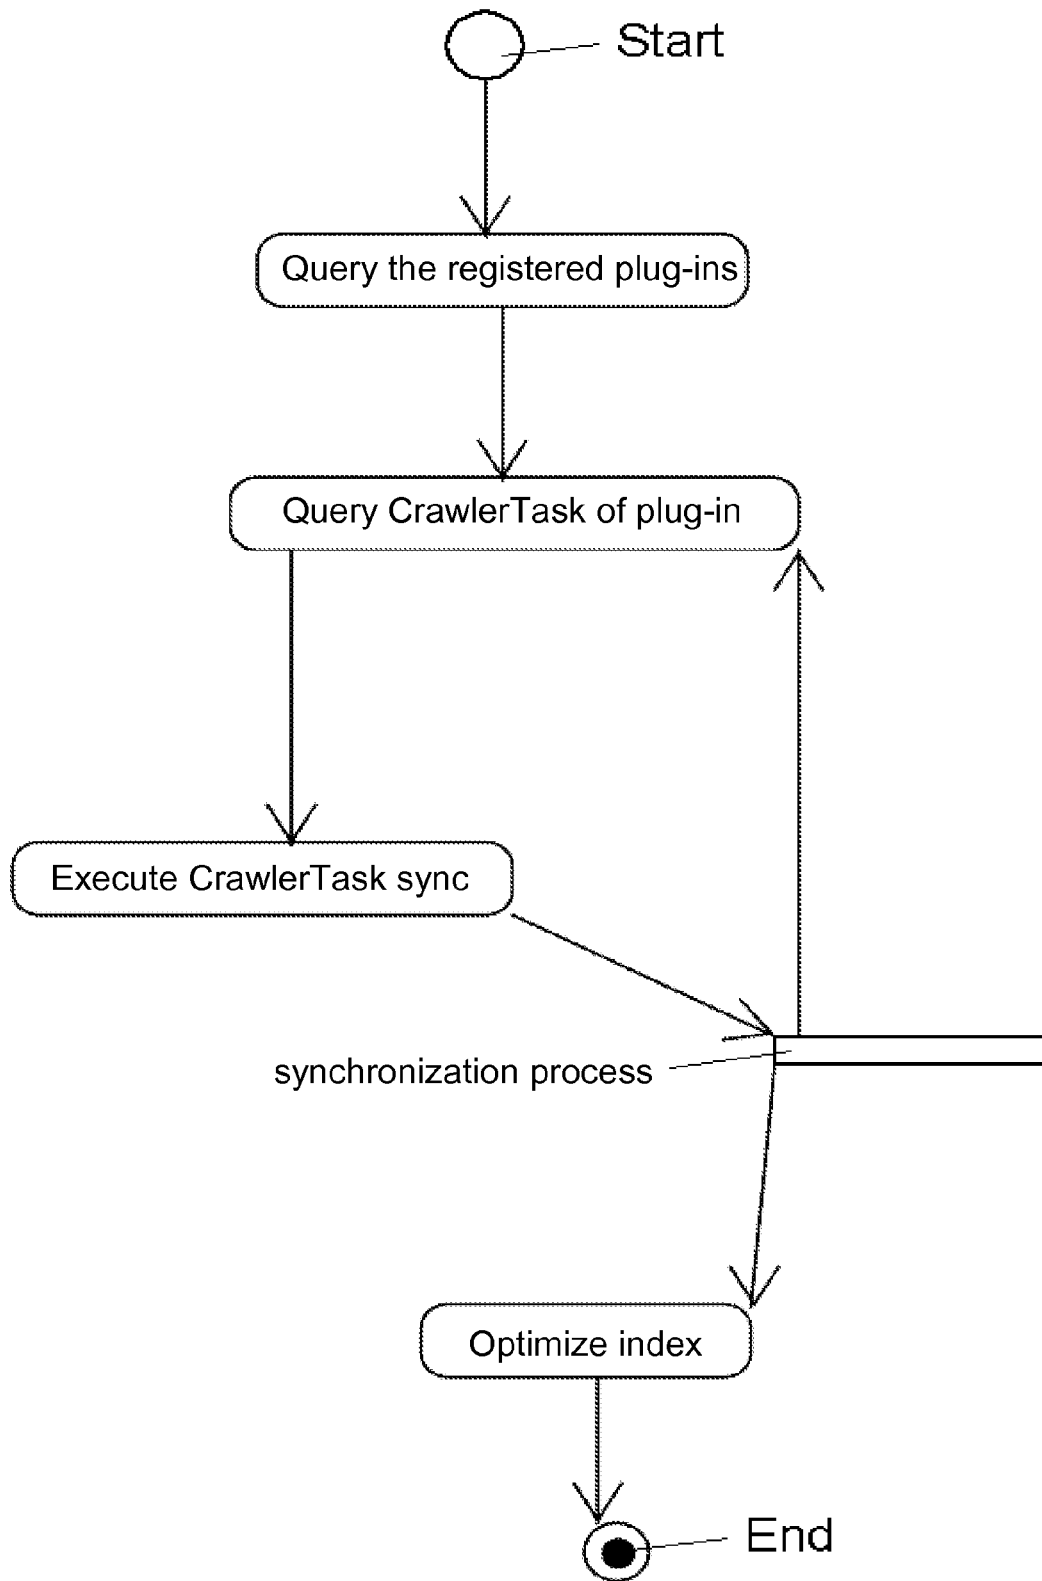 Start
Query the registered plug-ins
Query CrawlerTask of plug-in
Execute CrawlerTask sync
synchronization process
Optimize index
End